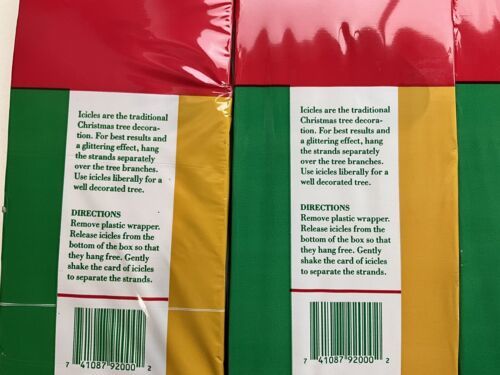 Icicles are the traditional
Christmas tree decora-
tion. For best results and
a glittering effect, hang
the strands separately
over the tree branches.
Use icicles liberally for a
well decorated tree.
DIRECTIONS
Remove plastic wrapper.
Release icicles from the
bottom of the box so that
they hang free. Gently
shake the card of icicles
to separate the strands.
7 41087 92000 2
Icicles are the traditional
Christmas tree decora-
tion. For best results and
a glittering effect, hang
the strands separately
over the tree branches.
Use icicles liberally for a
well decorated tree.
DIRECTIONS
Remove plastic wrapper.
Release icicles from the
bottom of the box so that
they hang free. Gently
shake the card of icicles
to separate the strands.
7 41087 92000 2